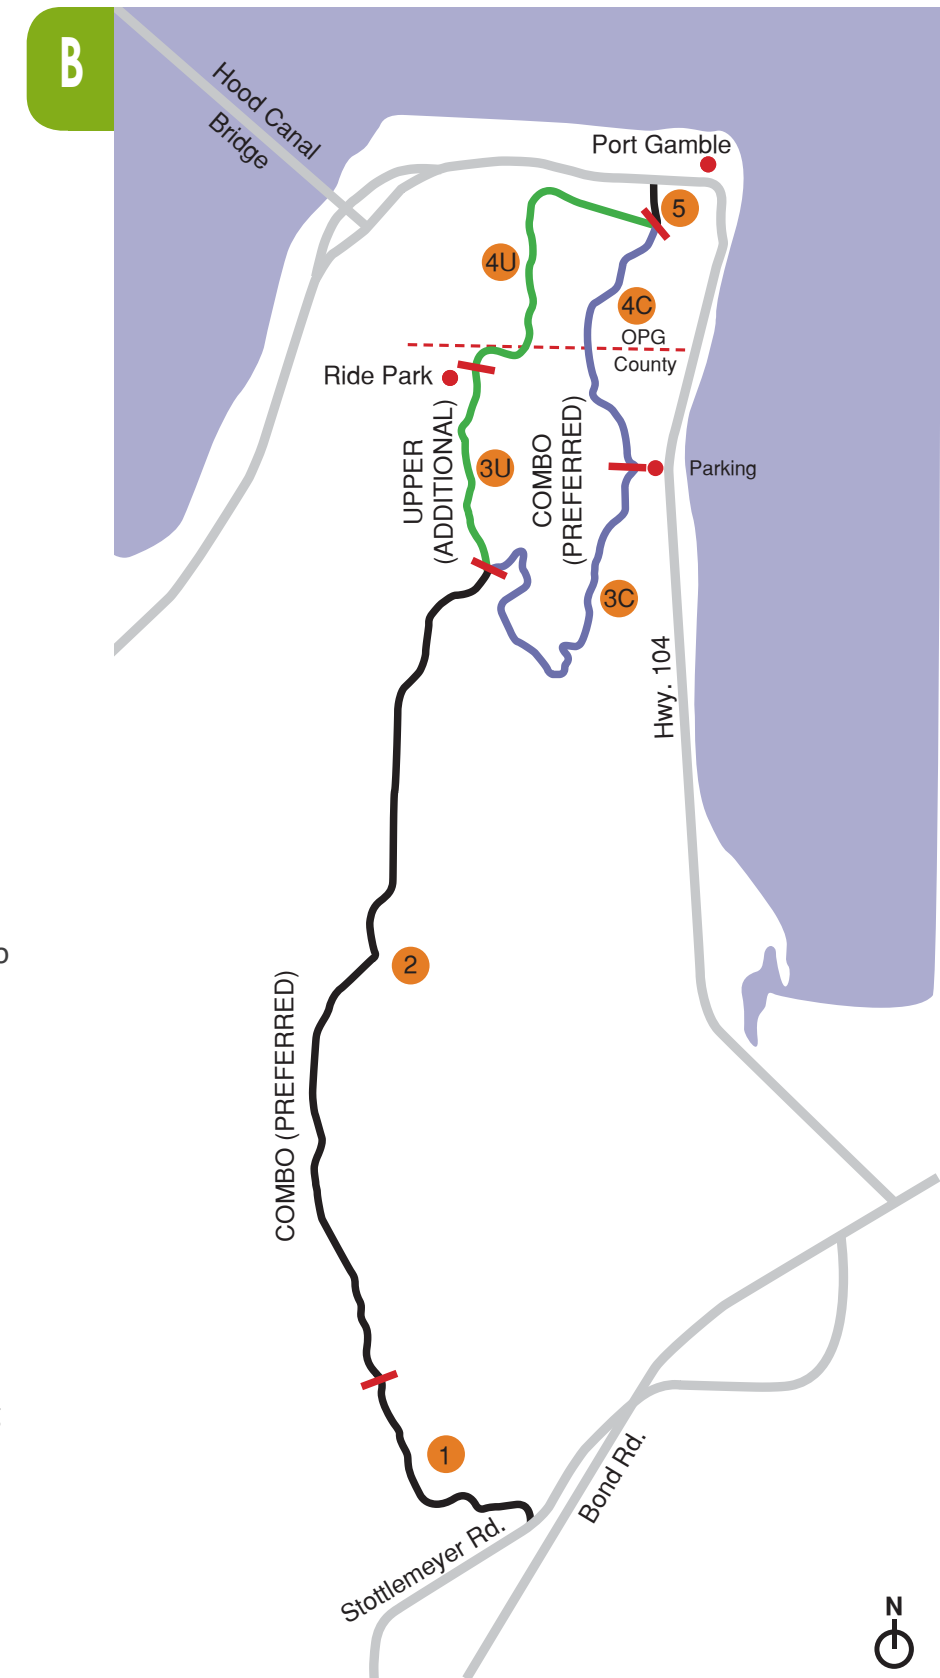 B
Hood Canal
Bridge
Port Gamble
5
4U
4C
OPG
County
Ride Park
UPPER
(ADDITIONAL)
3U
COMBO
(PREFERRED)
Parking
3C
Hwy. 104
2
COMBO (PREFERRED)
1
Bond Rd.
Stottlemeyer Rd.
N